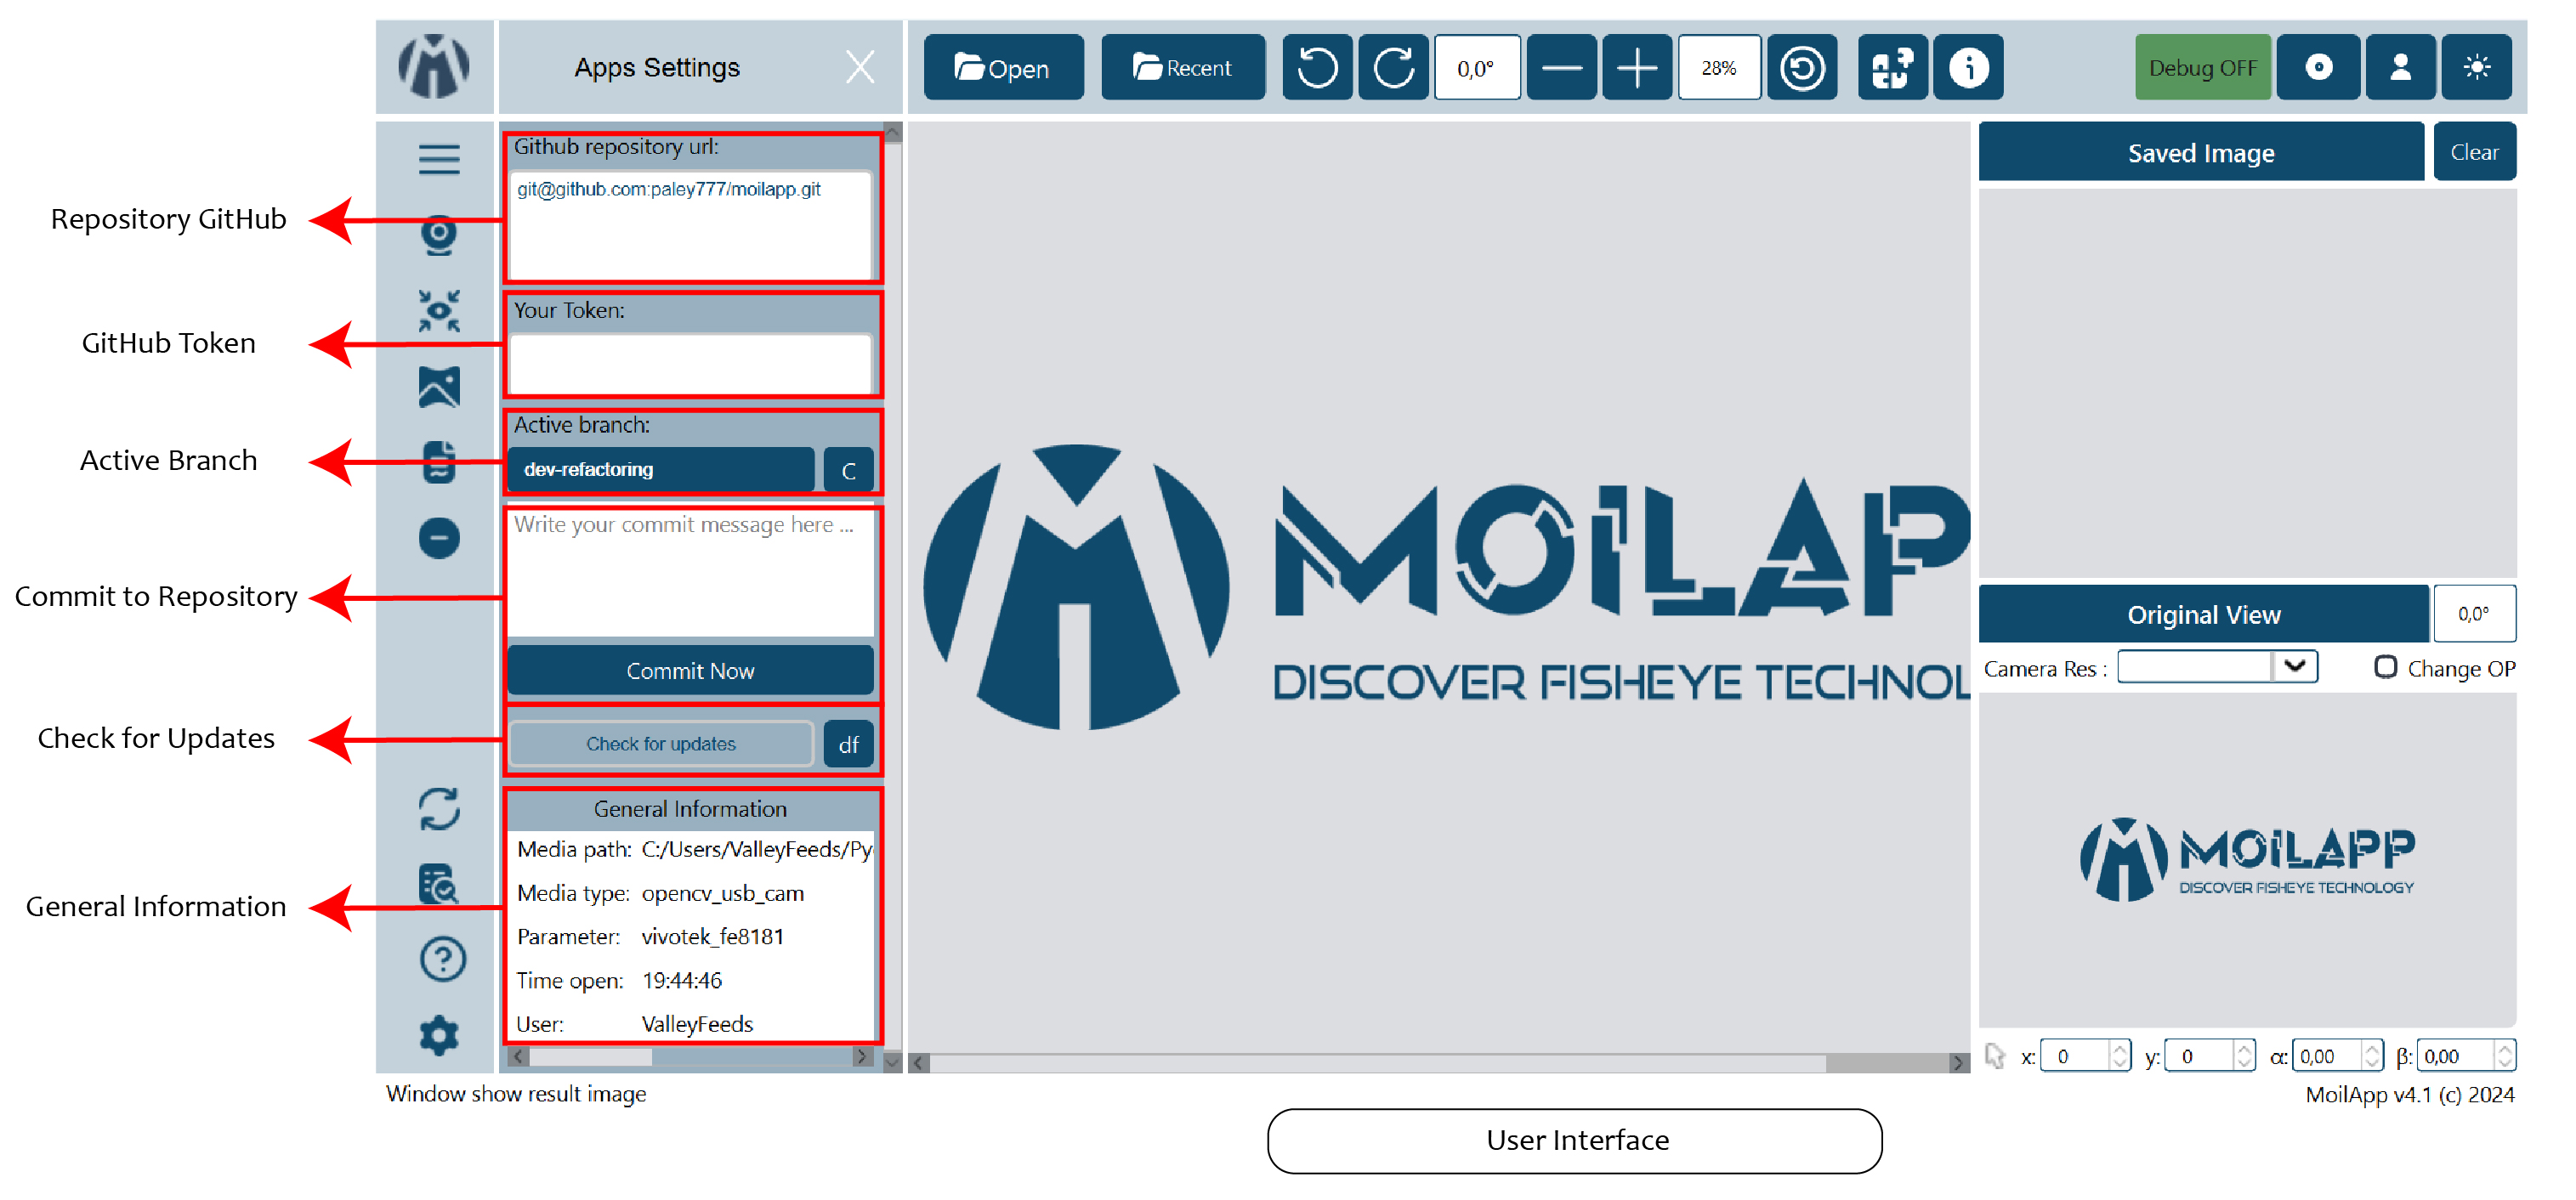 Repository GitHub
GitHub Token
Active Branch
Commit to Repository
Check for Updates
General Information
Apps Settings
Github repository url:
git@github.com:paley777/moilapp.git
Your Token:
Active branch:
dev-refactoring
C
Write your commit message here ...
Commit Now
Check for updates
df
General Information
Media path: C:/Users/ValleyFeeds/Py
Media type: opencv_usb_cam
Parameter: vivotek_fe8181
Time open: 19:44:46
User: ValleyFeeds
Window show result image
Open
Recent
0,0°
28%
Debug OFF
MOILAP
DISCOVER FISHEYE TECHNOL
Saved Image
Clear
Original View
0,0°
Camera Res :
Change OP
MOILAPP
DISCOVER FISHEYE TECHNOLOGY
x: 0
y: 0
α: 0,00
β: 0,00
MoilApp v4.1 (c) 2024
User Interface